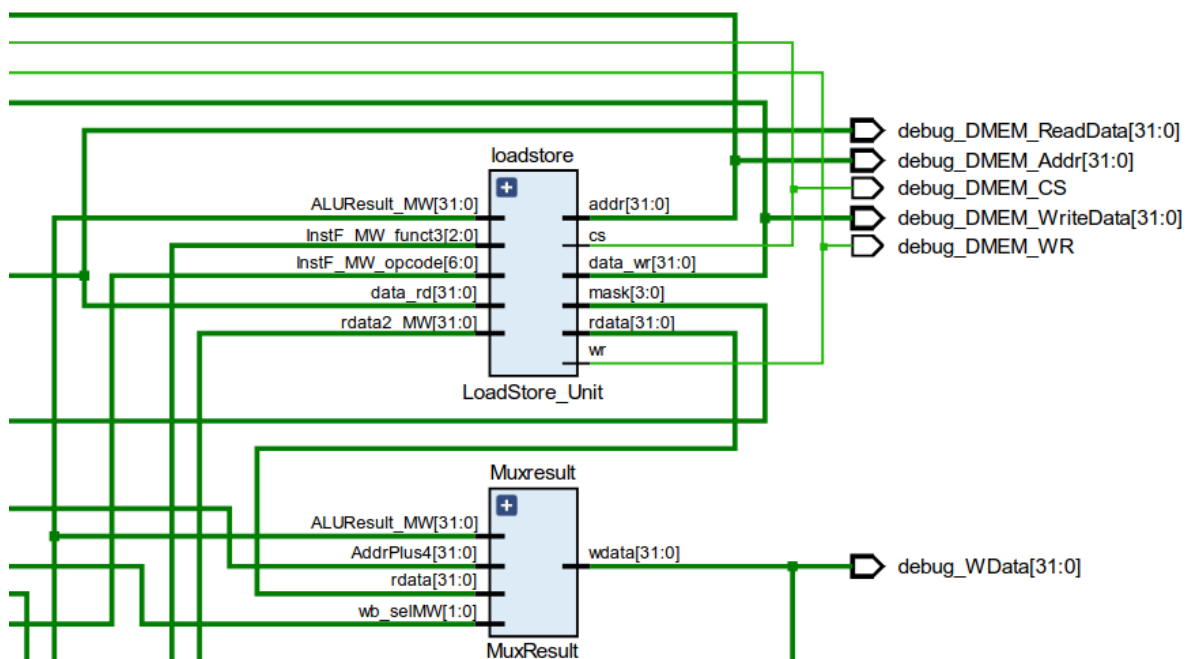 debug_DMEM_ReadData[31:0]
loadstore
debug_DMEM_Addr[31:0]
debug_DMEM_CS
ALUResult_MW[31:0] addr[31:0]
debug_DMEM_WriteData[31:0]
InstF_MW_funct3[2:0] cs
debug_DMEM_WR
InstF_MW_opcode[6:0] data_wr[31:0]
data_rd[31:0] mask[3:0]
rdata2_MW[31:0] rdata[31:0]
wr
LoadStore_Unit
Muxresult
ALUResult_MW[31:0]
AddrPlus4[31:0] wdata[31:0]
debug_WData[31:0]
rdata[31:0]
wb_selMW[1:0]
MuxResult